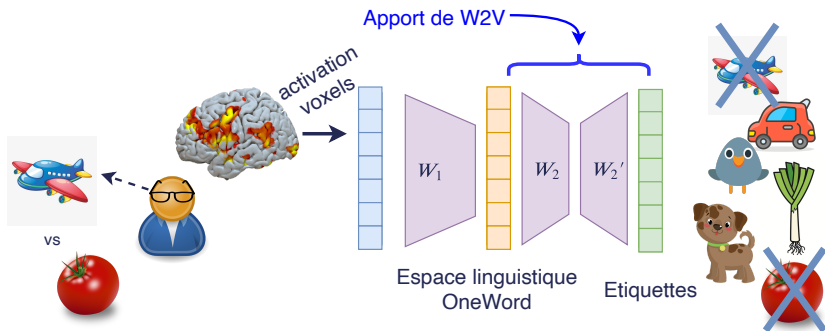 Apport de W2V
activation
voxels
W₁
W₂
W₂'
vs
Espace linguistique
OneWord
Etiquettes